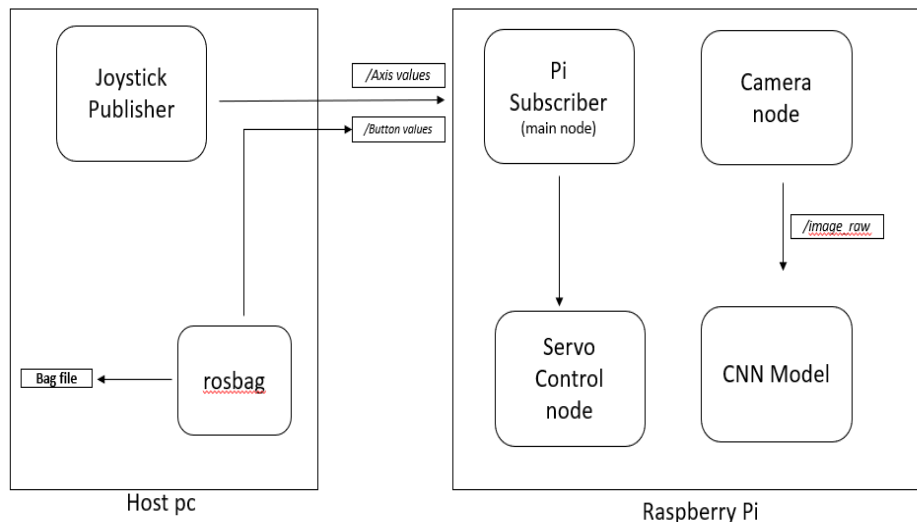 Joystick
Publisher
/Axis values
/Button values
Bag file
rosbag
Host pc
Pi
Subscriber
(main node)
Camera
node
/image_raw
Servo
Control
node
CNN Model
Raspberry Pi